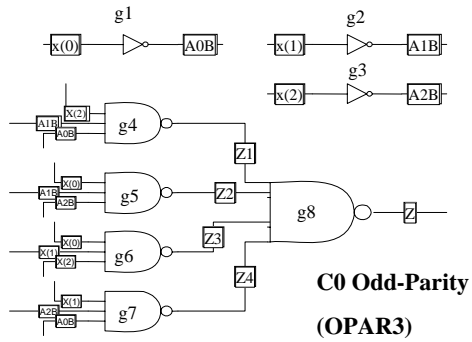 g1
g2
x(0) A0B
x(1) A1B
g3
x(2) A2B
X(2)
A1B
A0B
g4
Z1
X(0)
A1B
A2B
g5
Z2
g8
Z
X(0)
X(1)
X(2)
g6
Z3
Z4
X(1)
A2B
A0B
g7
C0 Odd-Parity
(OPAR3)